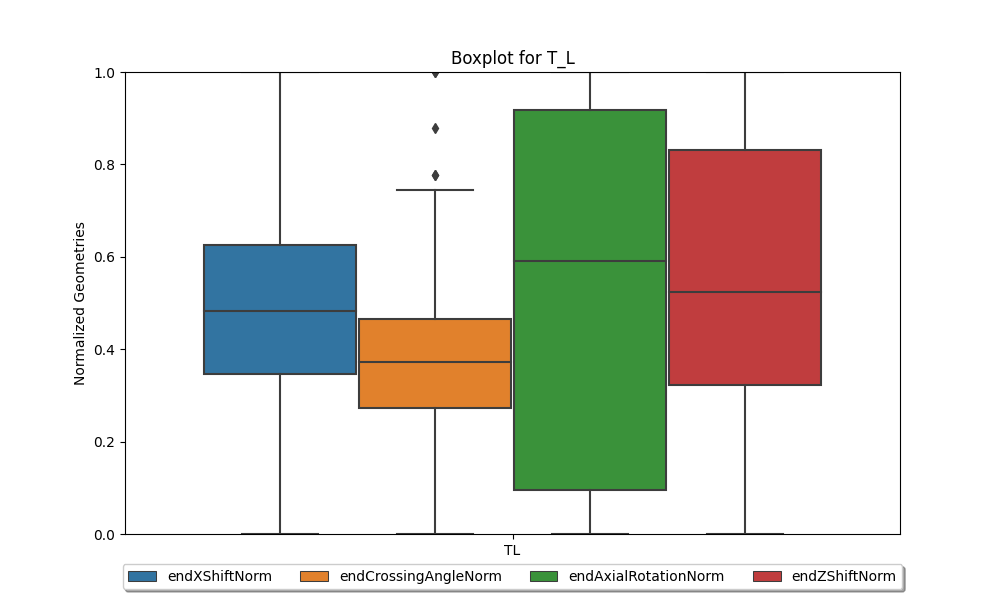 Boxplot for T_L
Normalized Geometries
1.0
0.8
0.6
0.4
0.2
0.0
TL
endXShiftNorm endCrossingAngleNorm endAxialRotationNorm endZShiftNorm